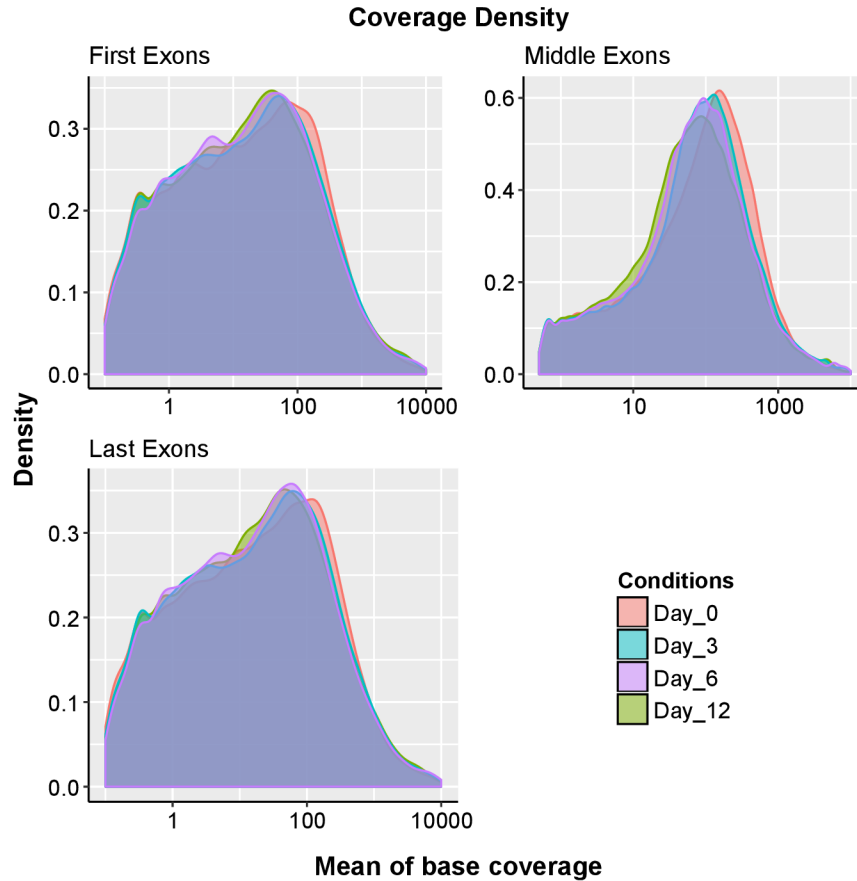 Coverage Density
First Exons
Middle Exons
0.3
0.2
0.1
0.0
1
100
10000
0.6
0.4
0.2
0.0
10
1000
Density
Last Exons
0.3
0.2
0.1
0.0
1
100
10000
Conditions
Day_0
Day_3
Day_6
Day_12
Mean of base coverage